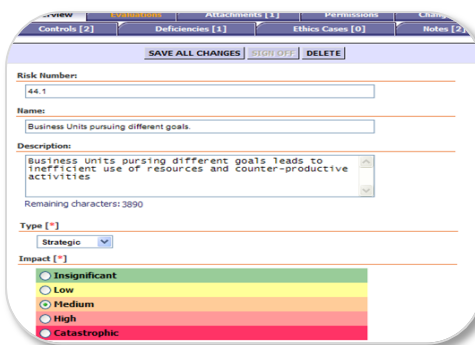 Overview Evaluations Attachments [1] Permissions
Controls [2] Deficiencies [1] Ethics Cases [0] Notes [2]
SAVE ALL CHANGES SIGN OFF DELETE
Risk Number:
44.1
Name:
Business Units pursuing different goals.
Description:
Business Units pursing different goals leads to
inefficient use of resources and counter-productive
activities
Remaining characters: 3890
Type [*]
Strategic
Impact [*]
Insignificant
Low
Medium
High
Catastrophic